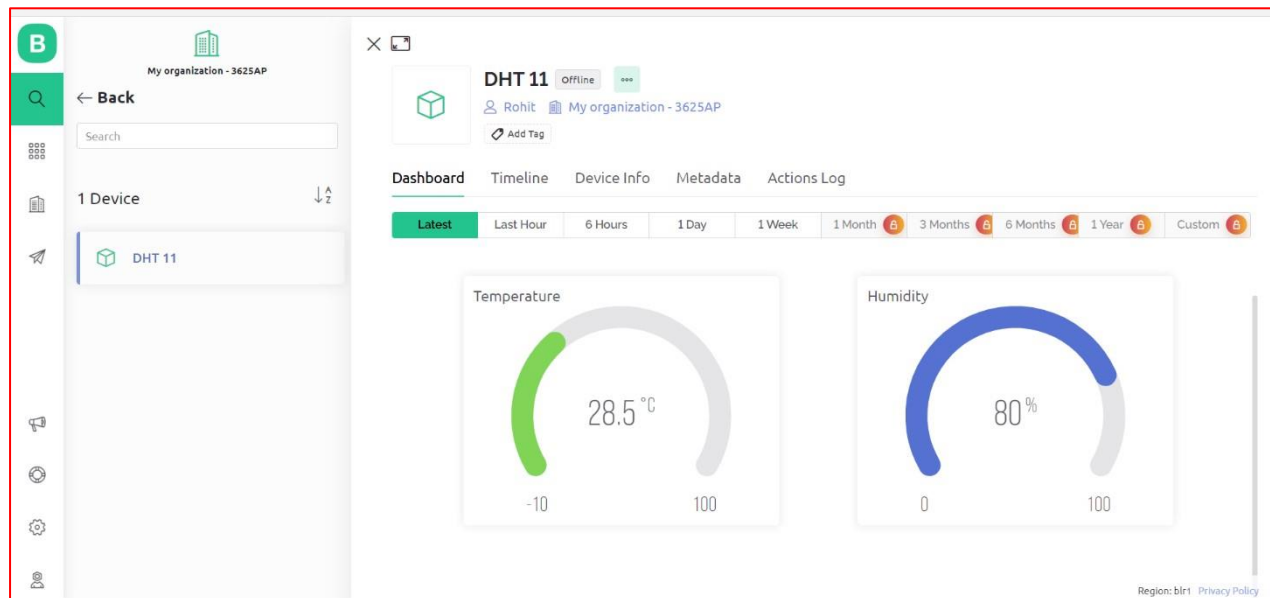 B
My organization - 3625AP
← Back
Search
1 Device
A
Z
DHT 11
DHT 11 Offline
Rohit My organization - 3625AP
Add Tag
Dashboard Timeline Device Info Metadata Actions Log
Latest Last Hour 6 Hours 1 Day 1 Week 1 Month 3 Months 6 Months 1 Year Custom
Temperature
28.5 °C
-10 100
Humidity
80 %
0 100
Region: blr1 Privacy Policy